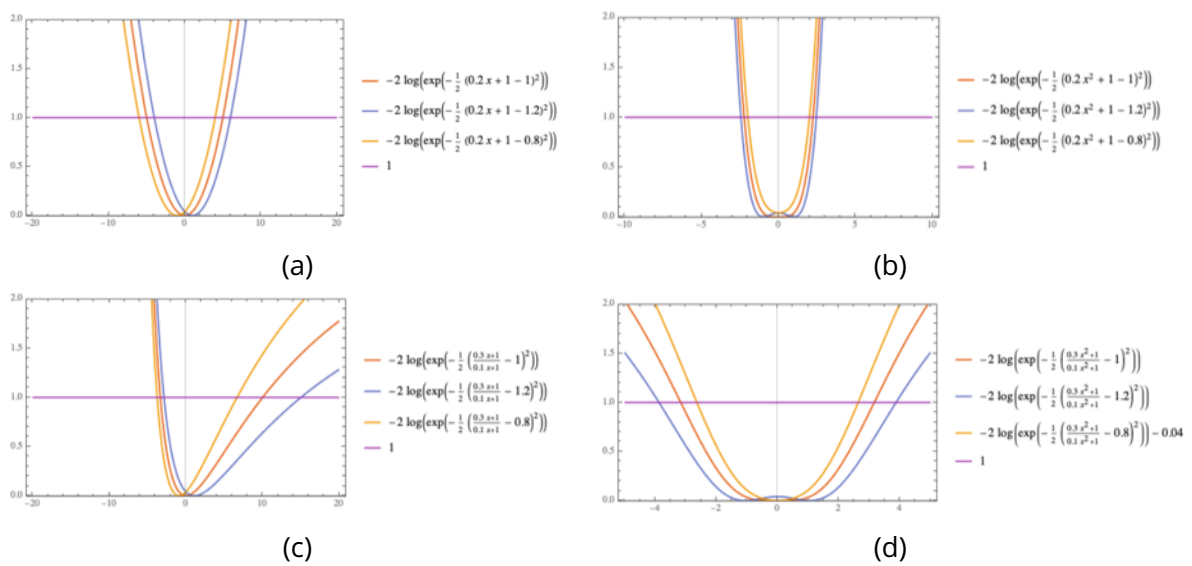 2.0
1.5
1.0
0.5
0.0
−20 −10 0 10 20
−2 log(exp(−1/2 (0.2 x + 1 − 1)²))
−2 log(exp(−1/2 (0.2 x + 1 − 1.2)²))
−2 log(exp(−1/2 (0.2 x + 1 − 0.8)²))
1
(a)
2.0
1.5
1.0
0.5
0.0
−10 −5 0 5 10
−2 log(exp(−1/2 (0.2 x² + 1 − 1)²))
−2 log(exp(−1/2 (0.2 x² + 1 − 1.2)²))
−2 log(exp(−1/2 (0.2 x² + 1 − 0.8)²))
1
(b)
2.0
1.5
1.0
0.5
0.0
−20 −10 0 10 20
−2 log(exp(−1/2 ((0.3 x+1)/(0.1 x+1) − 1)²))
−2 log(exp(−1/2 ((0.3 x+1)/(0.1 x+1) − 1.2)²))
−2 log(exp(−1/2 ((0.3 x+1)/(0.1 x+1) − 0.8)²))
1
(c)
2.0
1.5
1.0
0.5
0.0
−4 −2 0 2 4
−2 log(exp(−1/2 ((0.3 x²+1)/(0.1 x²+1) − 1)²))
−2 log(exp(−1/2 ((0.3 x²+1)/(0.1 x²+1) − 1.2)²))
−2 log(exp(−1/2 ((0.3 x²+1)/(0.1 x²+1) − 0.8)²)) − 0.04
1
(d)